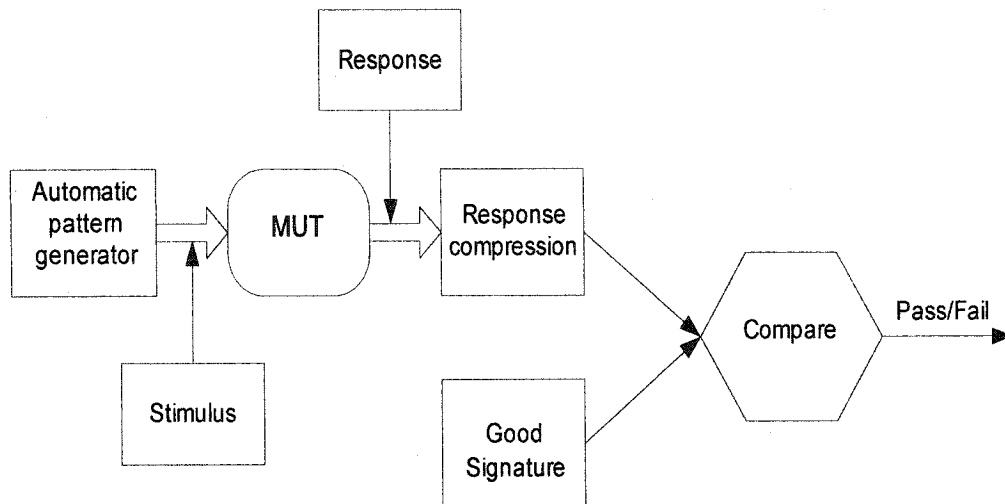 Response
Automatic
pattern
generator
MUT
Response
compression
Stimulus
Compare
Pass/Fail
Good
Signature